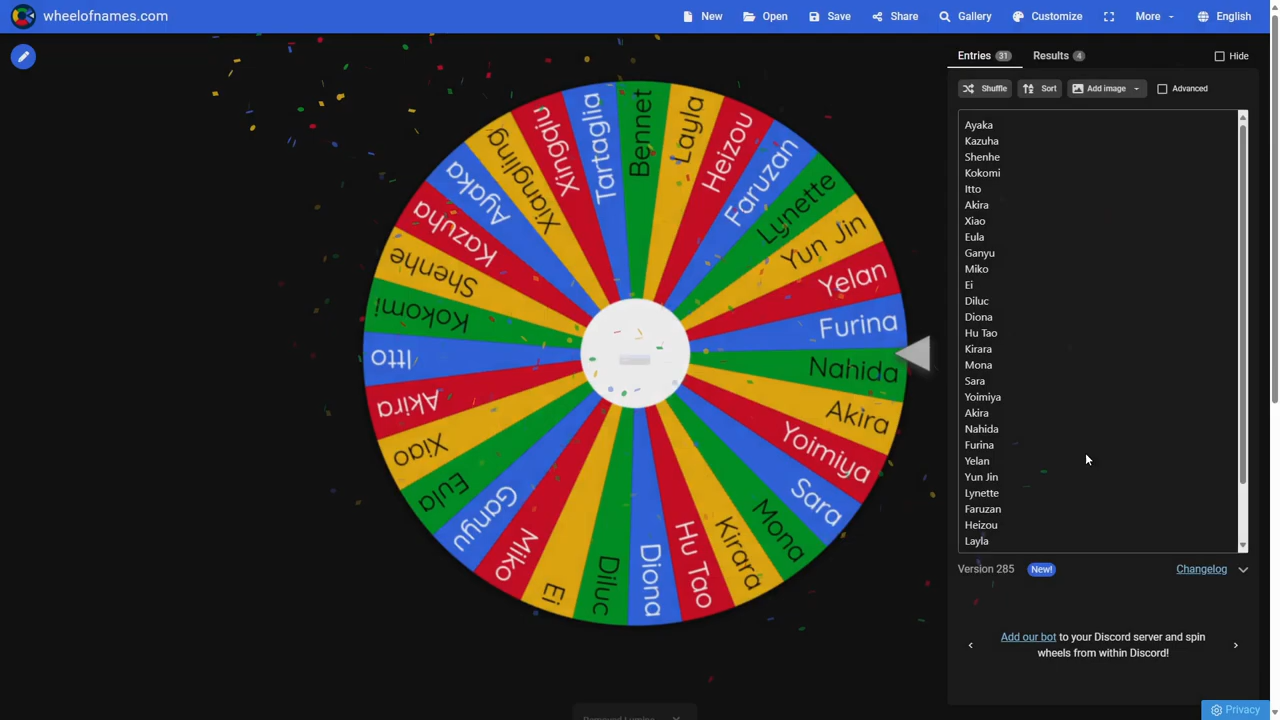 wheelofnames.com
New
Open
Save
Share
Gallery
Customize
More
English
Entries 31
Results 4
Hide
Shuffle
Sort
Add image
Advanced
Ayaka
Kazuha
Shenhe
Kokomi
Itto
Akira
Xiao
Eula
Ganyu
Miko
Ei
Diluc
Diona
Hu Tao
Kirara
Mona
Sara
Yoimiya
Akira
Nahida
Furina
Yelan
Yun Jin
Lynette
Faruzan
Heizou
Layla
Bennet
Layla
Heizou
Faruzan
Lynette
Yun Jin
Yelan
Furina
Nahida
Akira
Yoimiya
Sara
Mona
Kirara
Hu Tao
Diona
Diluc
Ei
Miko
Ganyu
Eula
Xiao
Akira
Itto
Kokomi
Shenhe
Kazuha
Ayaka
Xiangling
Xingqiu
Tartaglia
Version 285
New!
Changelog
Add our bot to your Discord server and spin
wheels from within Discord!
Privacy